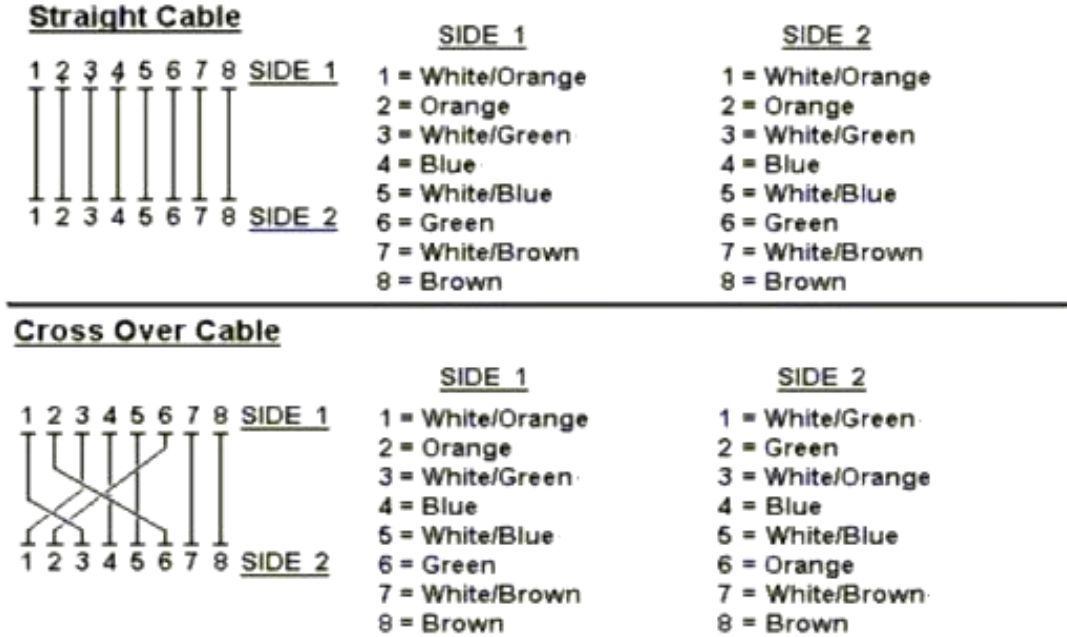 Straight Cable
1 2 3 4 5 6 7 8 SIDE 1
1 2 3 4 5 6 7 8 SIDE 2
SIDE 1
1 = White/Orange
2 = Orange
3 = White/Green
4 = Blue
5 = White/Blue
6 = Green
7 = White/Brown
8 = Brown
SIDE 2
1 = White/Orange
2 = Orange
3 = White/Green
4 = Blue
5 = White/Blue
6 = Green
7 = White/Brown
8 = Brown
Cross Over Cable
1 2 3 4 5 6 7 8 SIDE 1
1 2 3 4 5 6 7 8 SIDE 2
SIDE 1
1 = White/Orange
2 = Orange
3 = White/Green
4 = Blue
5 = White/Blue
6 = Green
7 = White/Brown
8 = Brown
SIDE 2
1 = White/Green
2 = Green
3 = White/Orange
4 = Blue
5 = White/Blue
6 = Orange
7 = White/Brown
8 = Brown